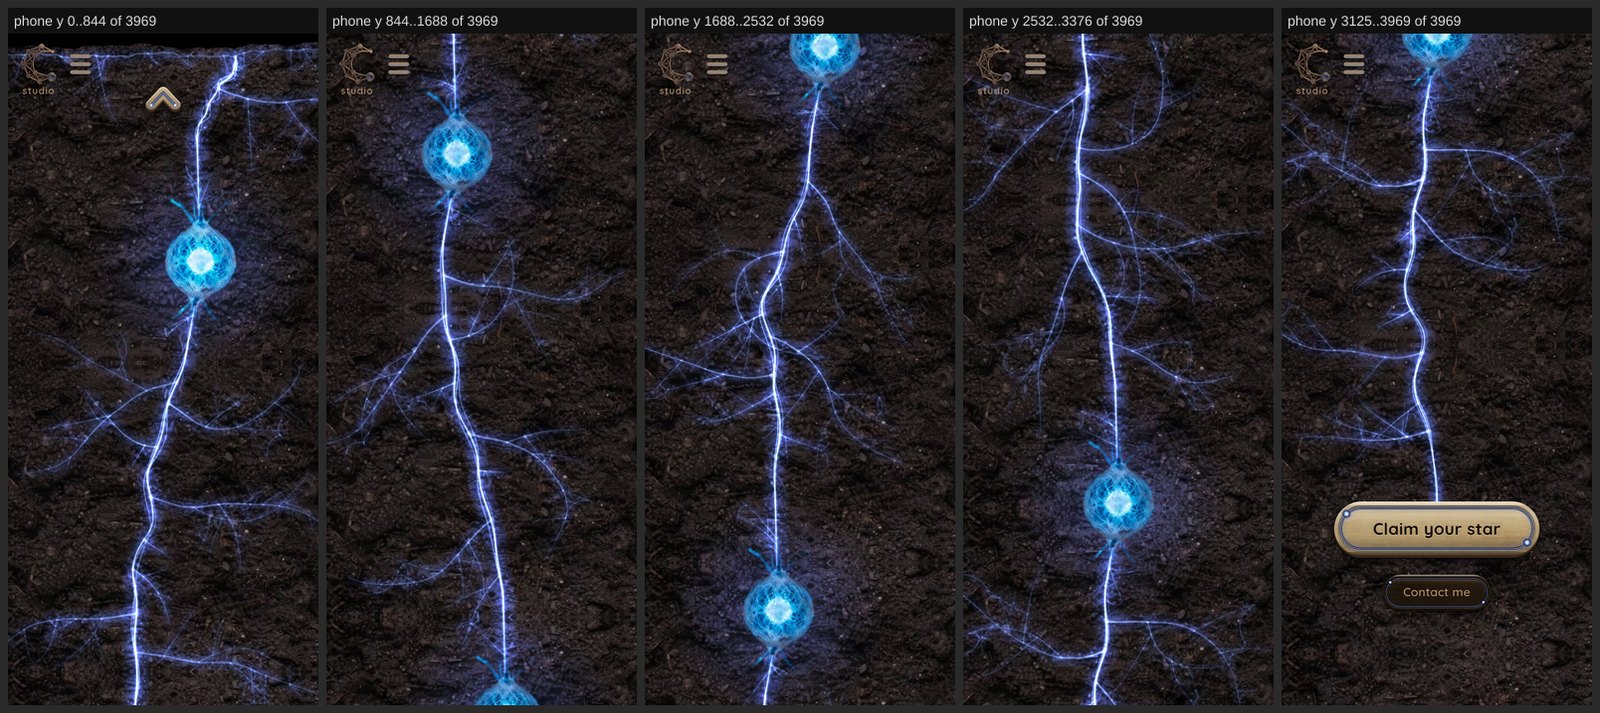 phone y 0..844 of 3969
studio
phone y 844..1688 of 3969
studio
phone y 1688..2532 of 3969
studio
phone y 2532..3376 of 3969
studio
phone y 3125..3969 of 3969
studio
Claim your star
Contact me